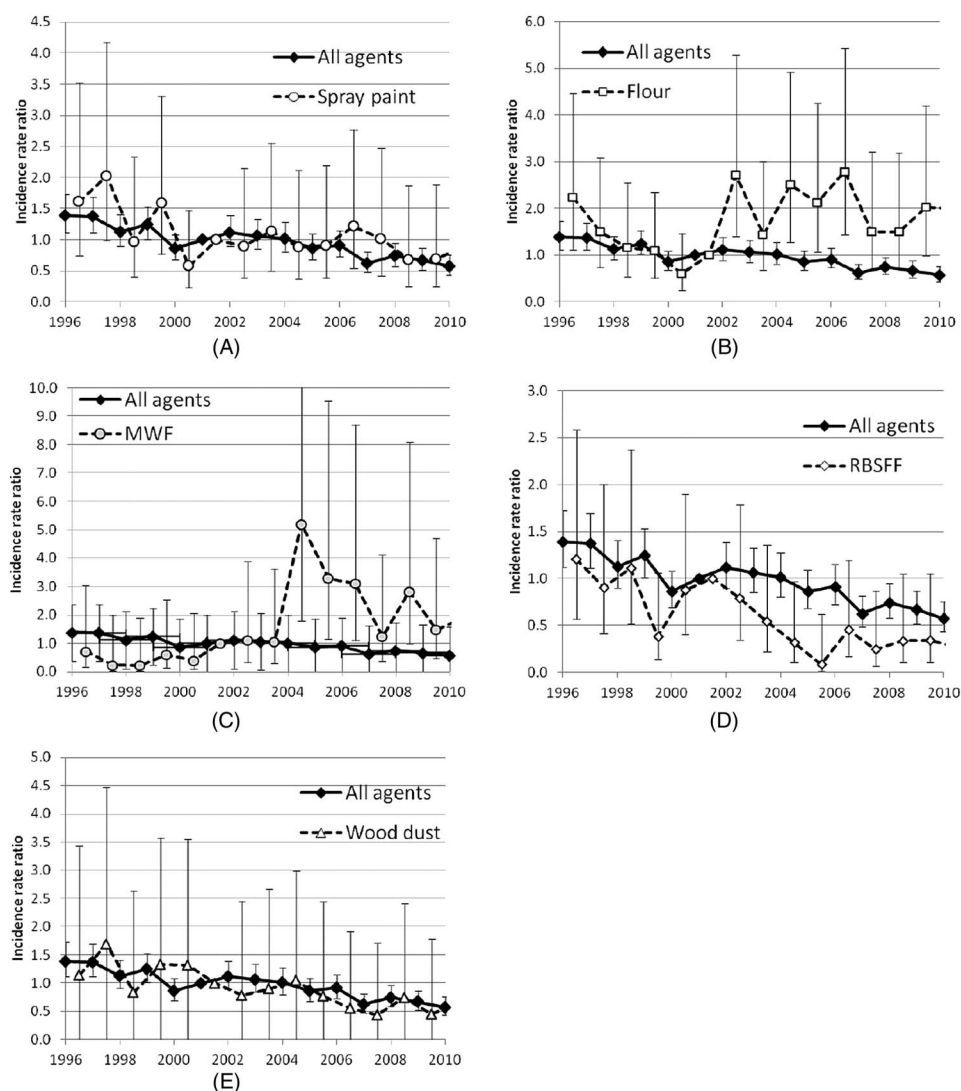 4.5
4.0
3.5
3.0
2.5
2.0
1.5
1.0
0.5
0.0
Incidence rate ratio
All agents
Spray paint
1996 1998 2000 2002 2004 2006 2008 2010
(A)
6.0
5.0
4.0
3.0
2.0
1.0
0.0
Incidence rate ratio
All agents
Flour
1996 1998 2000 2002 2004 2006 2008 2010
(B)
10.0
9.0
8.0
7.0
6.0
5.0
4.0
3.0
2.0
1.0
0.0
Incidence rate ratio
All agents
MWF
1996 1998 2000 2002 2004 2006 2008 2010
(C)
3.0
2.5
2.0
1.5
1.0
0.5
0.0
Incidence rate ratio
All agents
RBSFF
1996 1998 2000 2002 2004 2006 2008 2010
(D)
5.0
4.5
4.0
3.5
3.0
2.5
2.0
1.5
1.0
0.5
0.0
Incidence rate ratio
All agents
Wood dust
1996 1998 2000 2002 2004 2006 2008 2010
(E)